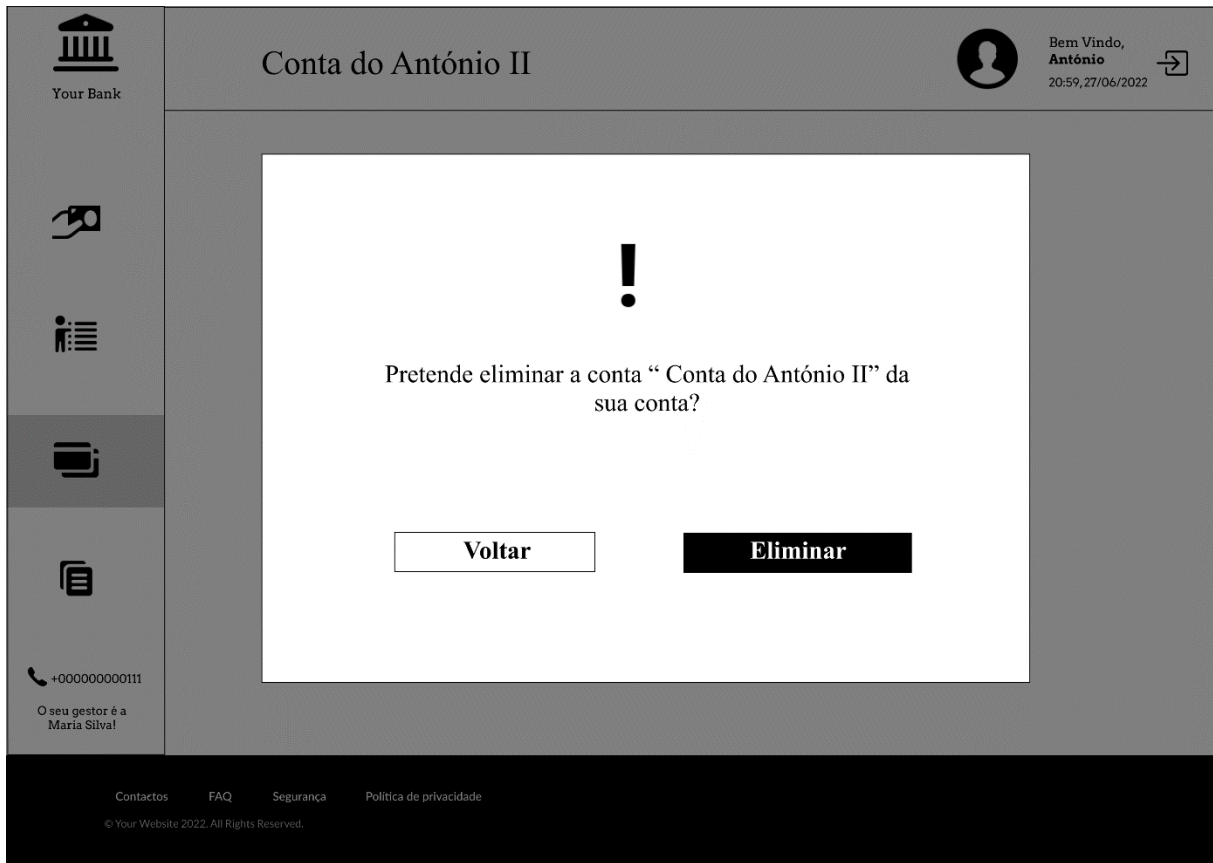 Your Bank
Conta do António II
Bem Vindo,
António
20:59, 27/06/2022
!
Pretende eliminar a conta “ Conta do António II” da
sua conta?
Voltar
Eliminar
+000000000111
O seu gestor é a
Maria Silva!
Contactos FAQ Segurança Política de privacidade
© Your Website 2022. All Rights Reserved.